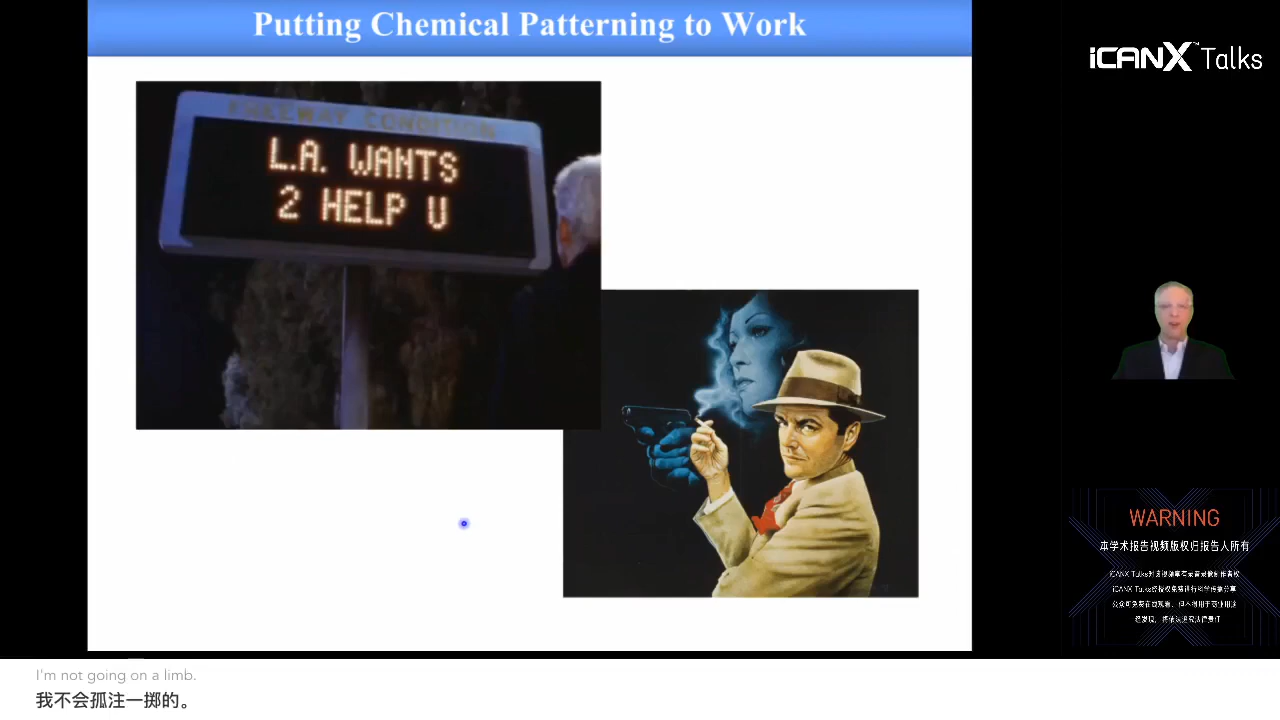 Putting Chemical Patterning to Work
FREEWAY CONDITION
L.A. WANTS
2 HELP U
iCANX™ Talks
WARNING
本学术报告视频版权归报告人所有
I'm not going on a limb.
我不会孤注一掷的。